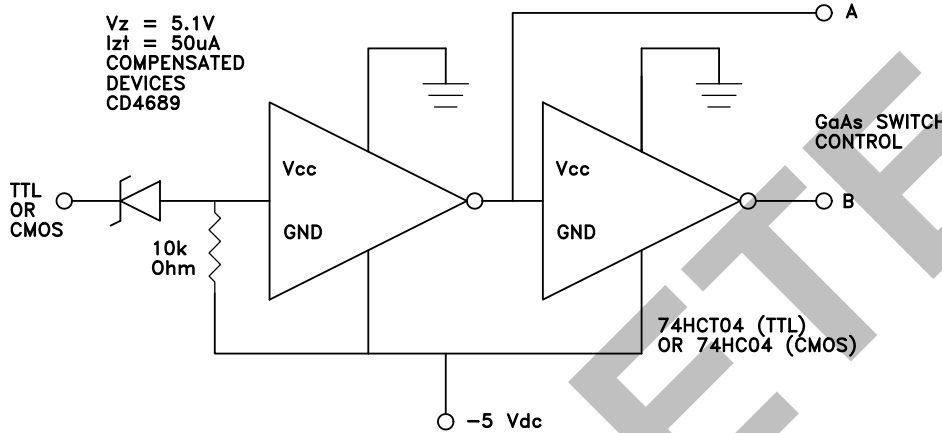 Vz = 5.1V
Izt = 50uA
COMPENSATED
DEVICES
CD4689
A
GaAs SWITCH
CONTROL
Vcc
Vcc
TTL
OR
CMOS
B
GND
GND
10k
Ohm
74HCT04 (TTL)
OR 74HC04 (CMOS)
-5 Vdc